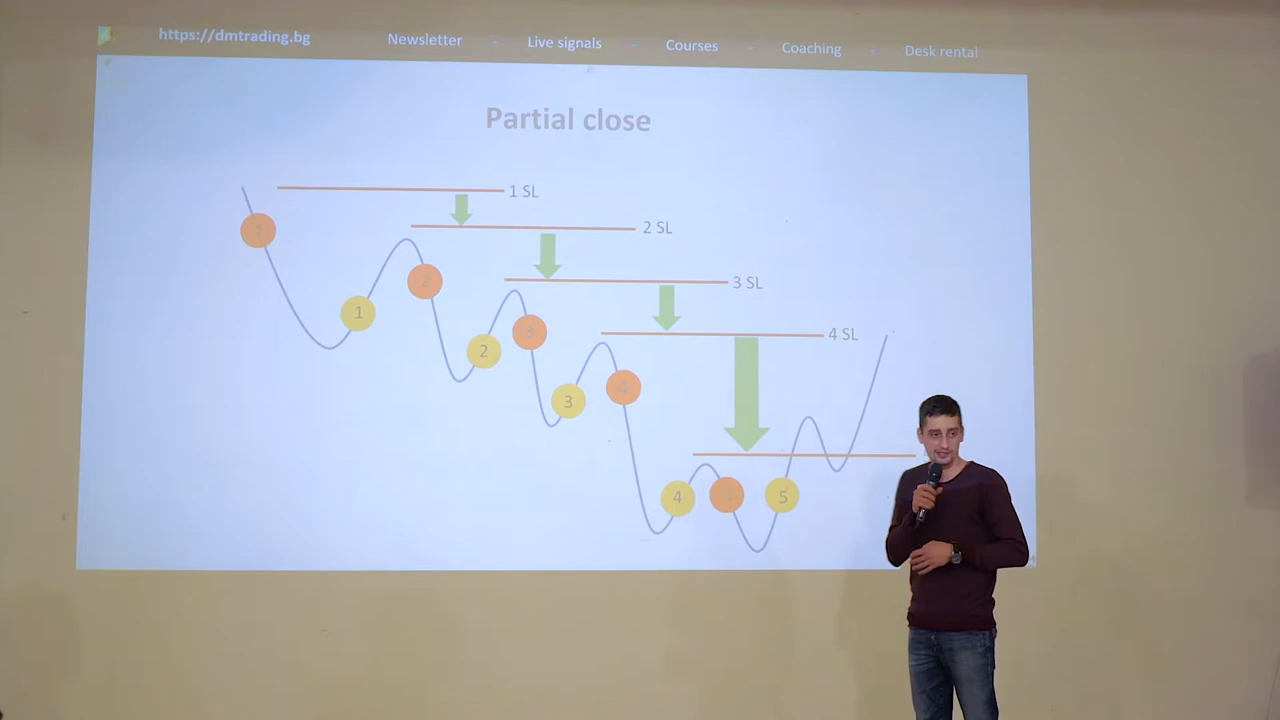 https://dmtrading.bg Newsletter - Live signals - Courses - Coaching - Desk rental
Partial close
1 SL
1
2 SL
2
3 SL
1
3
4 SL
2
4
3
4
5